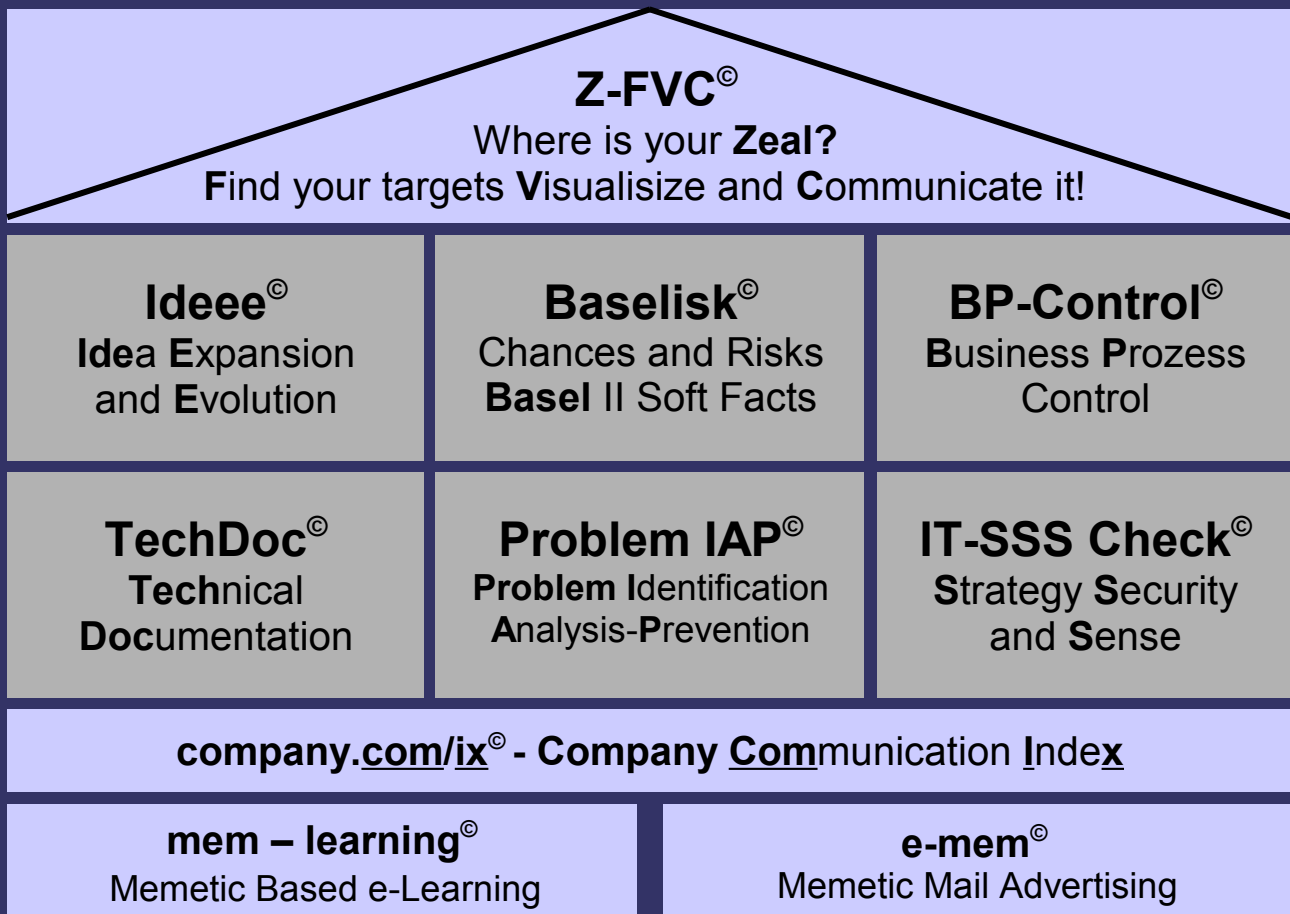 Z-FVC©
Where is your Zeal?
Find your targets Visualisize and Communicate it!
Ideee©
Idea Expansion
and Evolution
Baselisk©
Chances and Risks
Basel II Soft Facts
BP-Control©
Business Prozess
Control
TechDoc©
Technical
Documentation
Problem IAP©
Problem Identification
Analysis-Prevention
IT-SSS Check©
Strategy Security
and Sense
company.com/ix© - Company Communication Index
mem – learning©
Memetic Based e-Learning
e-mem©
Memetic Mail Advertising